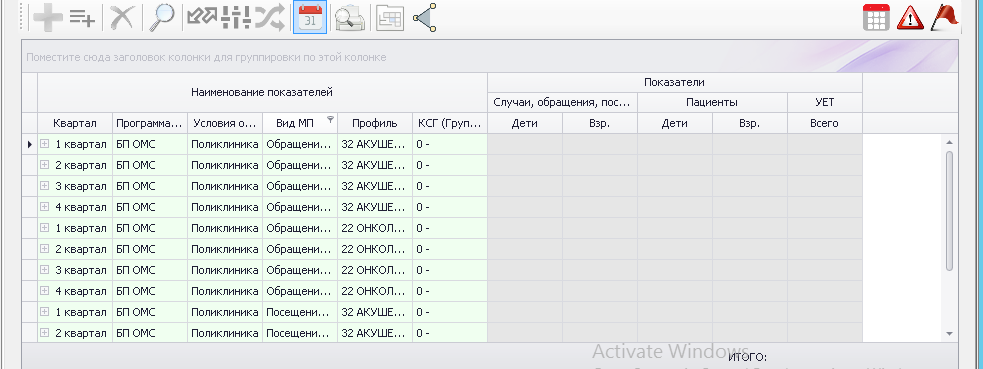 31
Поместите сюда заголовок колонки для группировки по этой колонке
Наименование показателей Показатели
Случаи, обращения, пос... Пациенты УЕТ
Квартал Программа... Условия о... Вид МП Профиль КСГ (Груп... Дети Взр. Дети Взр. Всего
1 квартал БП ОМС Поликлиника Обращени... 32 АКУШЕ... 0 -
2 квартал БП ОМС Поликлиника Обращени... 32 АКУШЕ... 0 -
3 квартал БП ОМС Поликлиника Обращени... 32 АКУШЕ... 0 -
4 квартал БП ОМС Поликлиника Обращени... 32 АКУШЕ... 0 -
1 квартал БП ОМС Поликлиника Обращени... 22 ОНКОЛ... 0 -
2 квартал БП ОМС Поликлиника Обращени... 22 ОНКОЛ... 0 -
3 квартал БП ОМС Поликлиника Обращени... 22 ОНКОЛ... 0 -
4 квартал БП ОМС Поликлиника Обращени... 22 ОНКОЛ... 0 -
1 квартал БП ОМС Поликлиника Посещени... 32 АКУШЕ... 0 -
2 квартал БП ОМС Поликлиника Посещени... 32 АКУШЕ... 0 -
Activate Windows
ИТОГО: